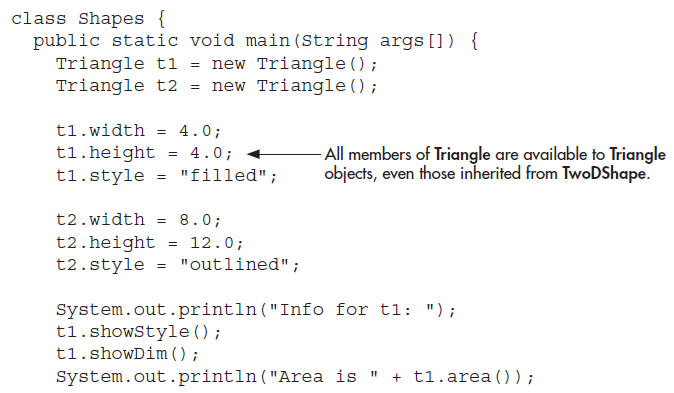 class Shapes {
  public static void main(String args[]) {
    Triangle t1 = new Triangle();
    Triangle t2 = new Triangle();

    t1.width = 4.0;
    t1.height = 4.0;
    t1.style = "filled";
All members of Triangle are available to Triangle
objects, even those inherited from TwoDShape.

    t2.width = 8.0;
    t2.height = 12.0;
    t2.style = "outlined";

    System.out.println("Info for t1: ");
    t1.showStyle();
    t1.showDim();
    System.out.println("Area is " + t1.area());